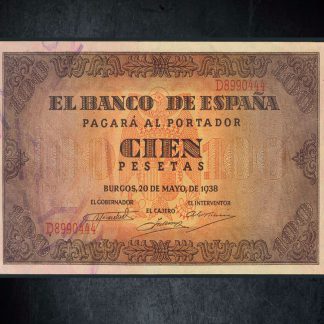 D8990444
EL BANCO DE ESPAÑA
PAGARÁ AL PORTADOR
CIEN
PESETAS
BURGOS, 20 DE MAYO, DE 1938
EL GOBERNADOR EL INTERVENTOR
EL CAJERO
D8990444